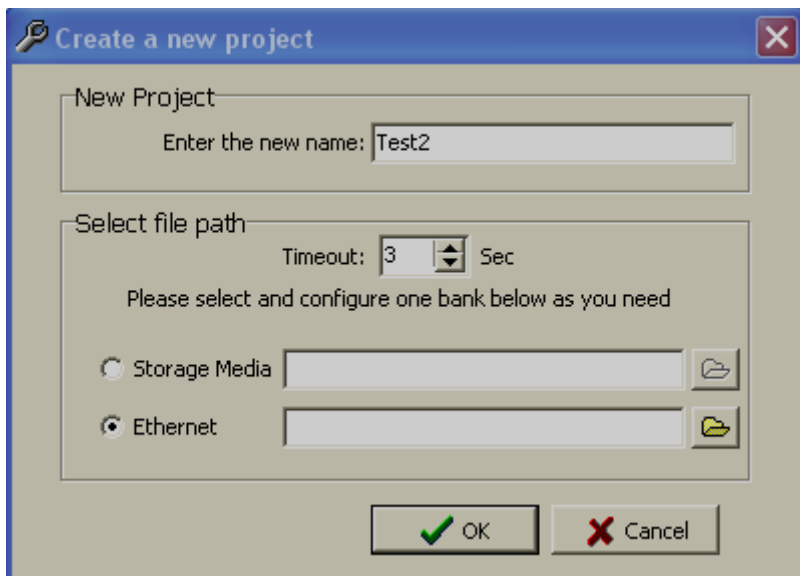 Create a new project
New Project
Enter the new name: Test2
Select file path
Timeout: 3 Sec
Please select and configure one bank below as you need
Storage Media
Ethernet
OK Cancel